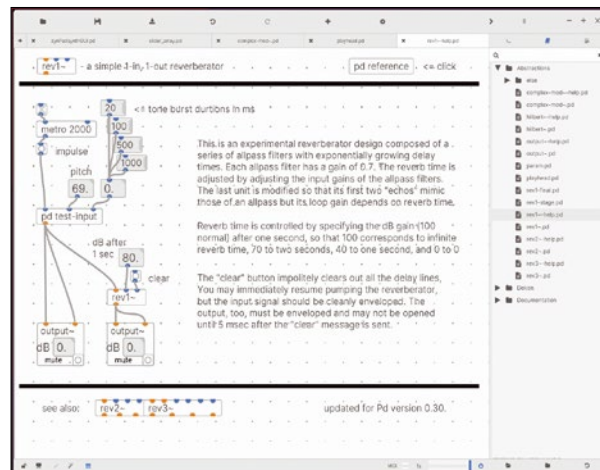 rev1~-help.pd
rev1~ - a simple 1-in, 1-out reverberator
pd reference <= click
20 <= tone burst durtions in ms
100
metro 2000
500
impulse
1000
pitch
69. 0.
pd test-input
This is an experimental reverberator design composed of a
series of allpass filters with exponentially growing delay
times. Each allpass filter has a gain of 0.7. The reverb time is
adjusted by adjusting the input gains of the allpass filters.
The last unit is modified so that its first two "echos" mimic
those of an allpass but its loop gain depends on reverb time.
Reverb time is controlled by specifying the dB gain (100
normal) after one second, so that 100 corresponds to infinite
reverb time, 70 to two seconds, 40 to one second, and 0 to 0
dB after
1 sec 80.
clear
The "clear" button impolitely clears out all the delay lines,
You may immediately resume pumping the reverberator,
but the input signal should be cleanly enveloped. The
output, too, must be enveloped and may not be opened
until 5 msec after the "clear" message is sent.
rev1~
output~ output~
dB 0. dB 0.
mute mute
see also: rev2~ rev3~ updated for Pd version 0.30.
Abstractions
else
complex-mod~-help.pd
complex-mod~.pd
hilbert~-help.pd
hilbert~.pd
output~-help.pd
output~.pd
param.pd
playhead.pd
rev1-final.pd
rev1-stage.pd
rev1~-help.pd
rev1~.pd
rev2~-help.pd
rev2~.pd
rev3~-help.pd
rev3~.pd
Deken
Documentation